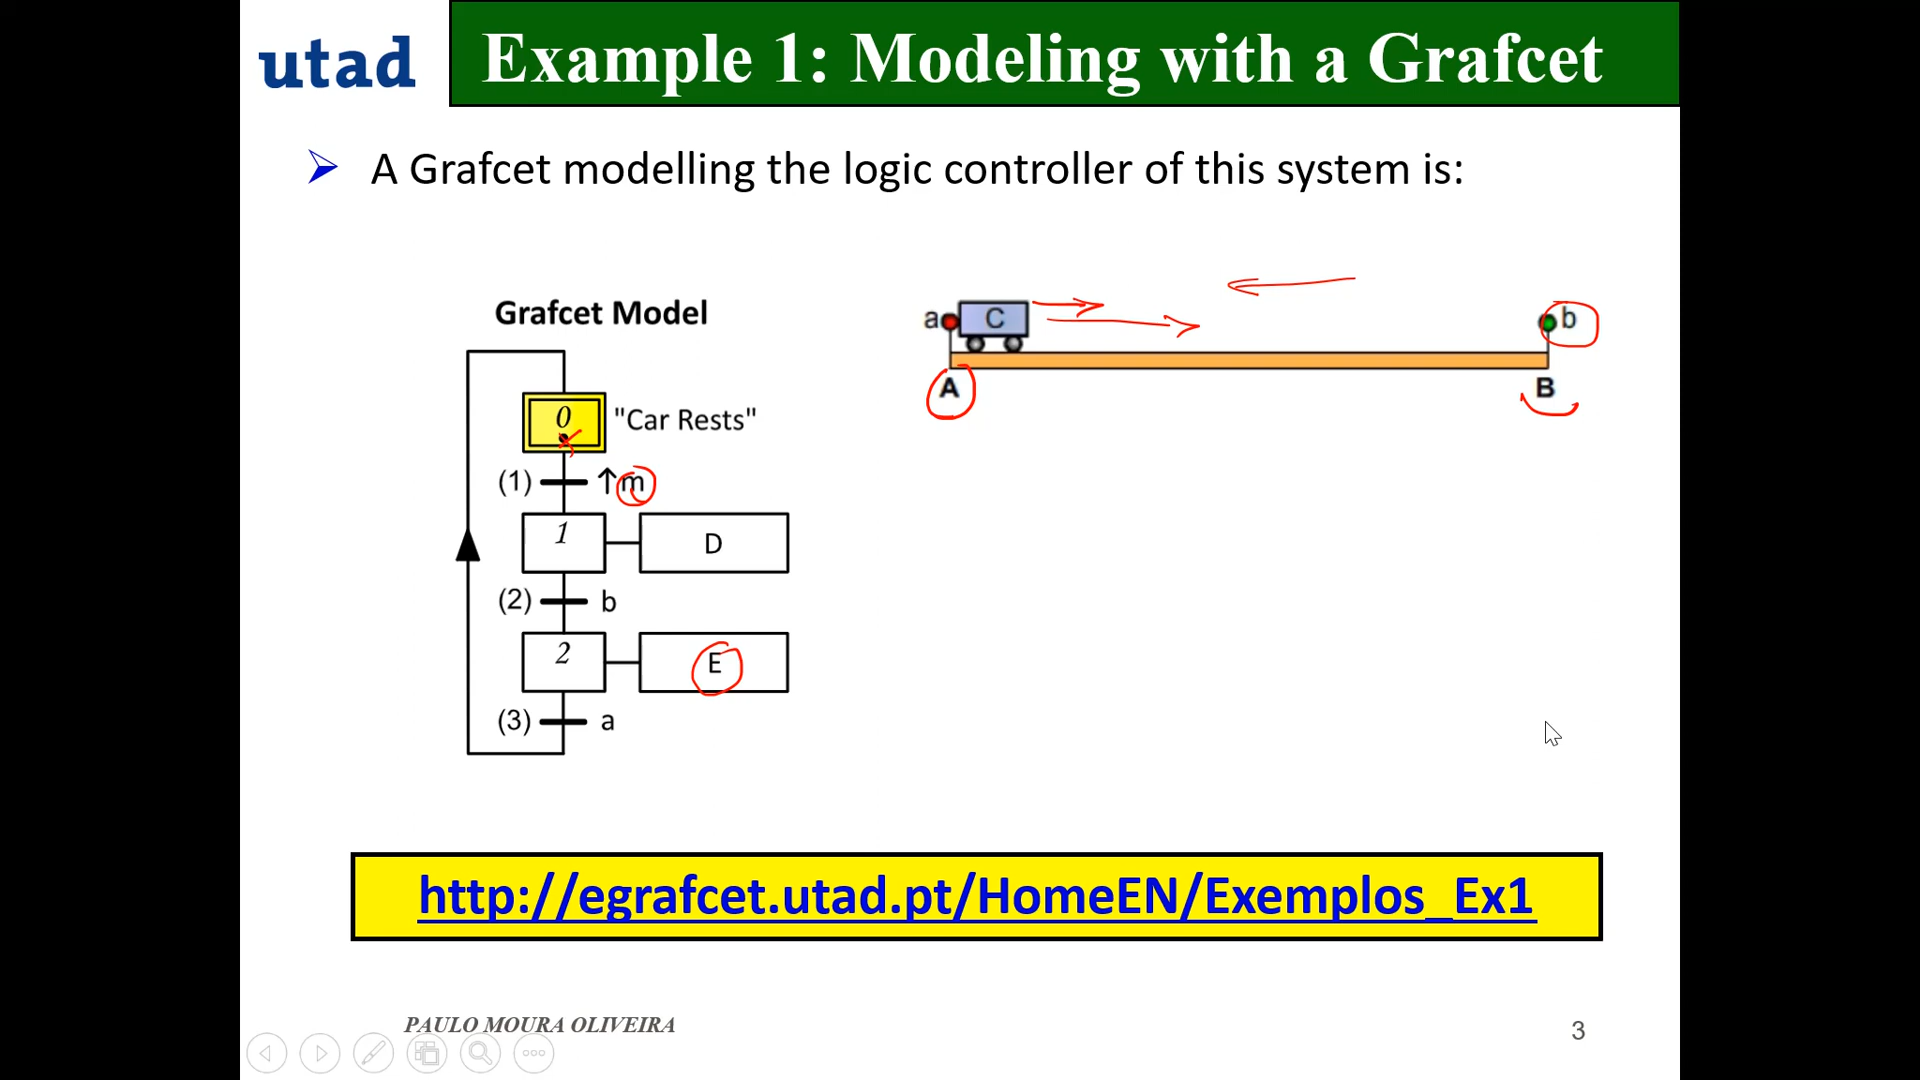 utad
Example 1: Modeling with a Grafcet
A Grafcet modelling the logic controller of this system is:
Grafcet Model
0
"Car Rests"
(1) ↑m
1
D
(2) b
2
E
(3) a
a
C
b
A
B
http://egrafcet.utad.pt/HomeEN/Exemplos_Ex1
PAULO MOURA OLIVEIRA
3